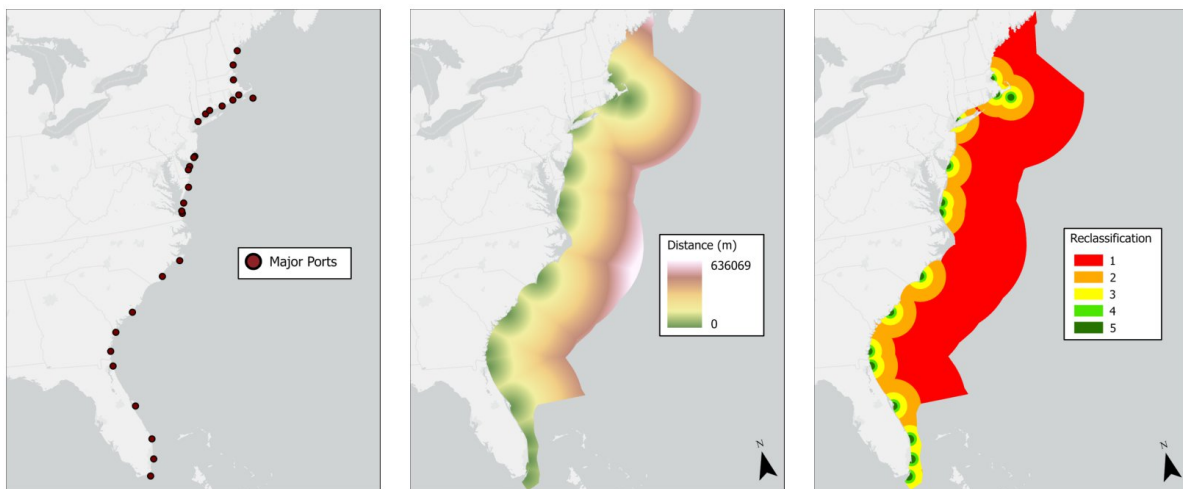 Major Ports
Distance (m)
636069
0
N
Reclassification
1
2
3
4
5
N